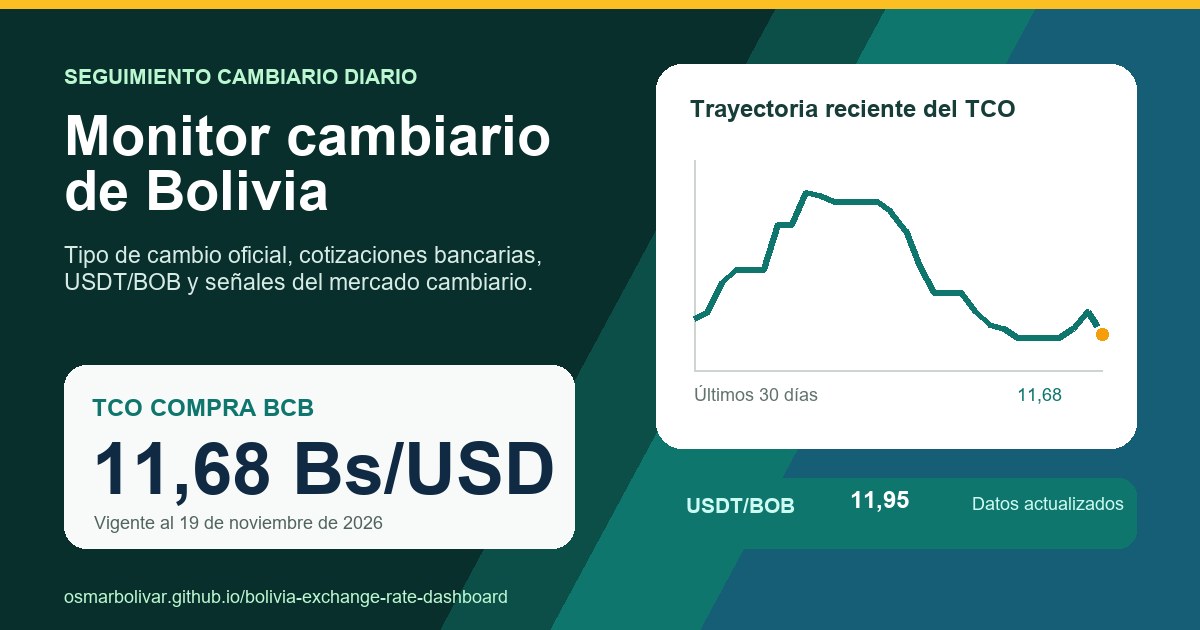 SEGUIMIENTO CAMBIARIO DIARIO
Monitor cambiario
de Bolivia
Tipo de cambio oficial, cotizaciones bancarias,
USDT/BOB y señales del mercado cambiario.
TCO COMPRA BCB
11,68 Bs/USD
Vigente al 19 de noviembre de 2026
osmarbolivar.github.io/bolivia-exchange-rate-dashboard
Trayectoria reciente del TCO
Últimos 30 días
11,68
USDT/BOB
11,95
Datos actualizados